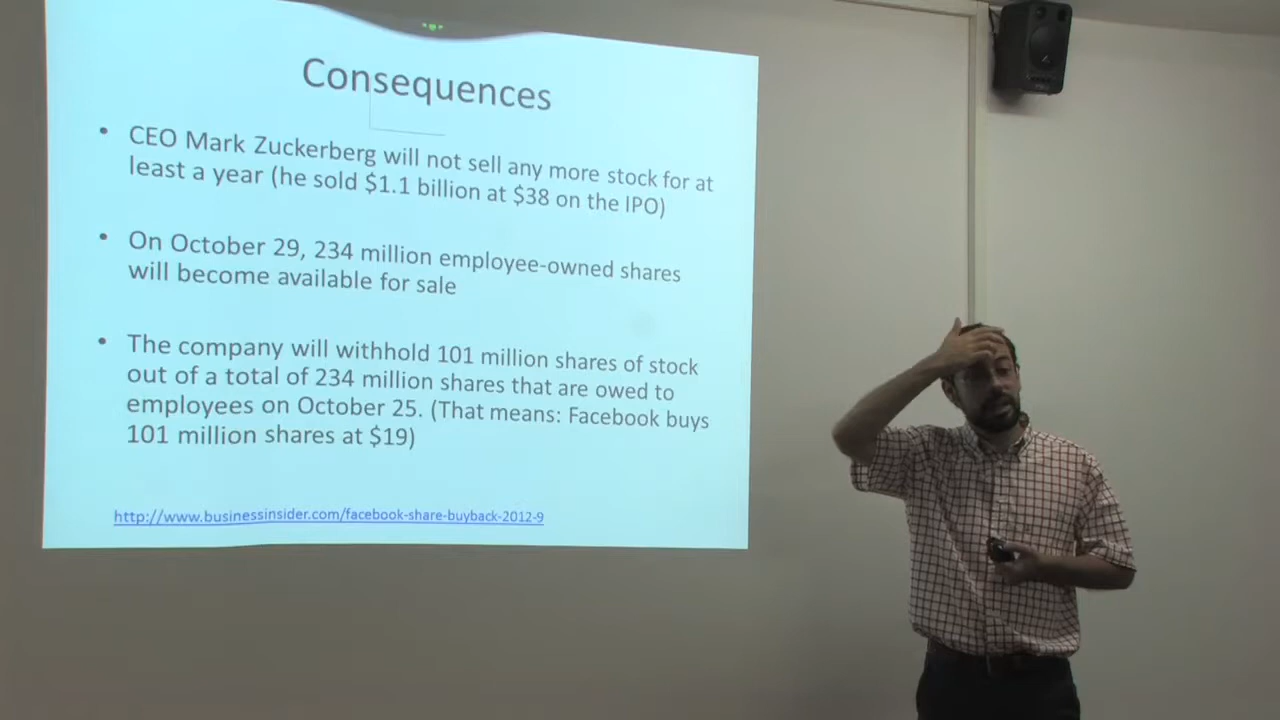 Consequences
• CEO Mark Zuckerberg will not sell any more stock for at
least a year (he sold $1.1 billion at $38 on the IPO)
• On October 29, 234 million employee-owned shares
will become available for sale
• The company will withhold 101 million shares of stock
out of a total of 234 million shares that are owed to
employees on October 25. (That means: Facebook buys
101 million shares at $19)
http://www.businessinsider.com/facebook-share-buyback-2012-9